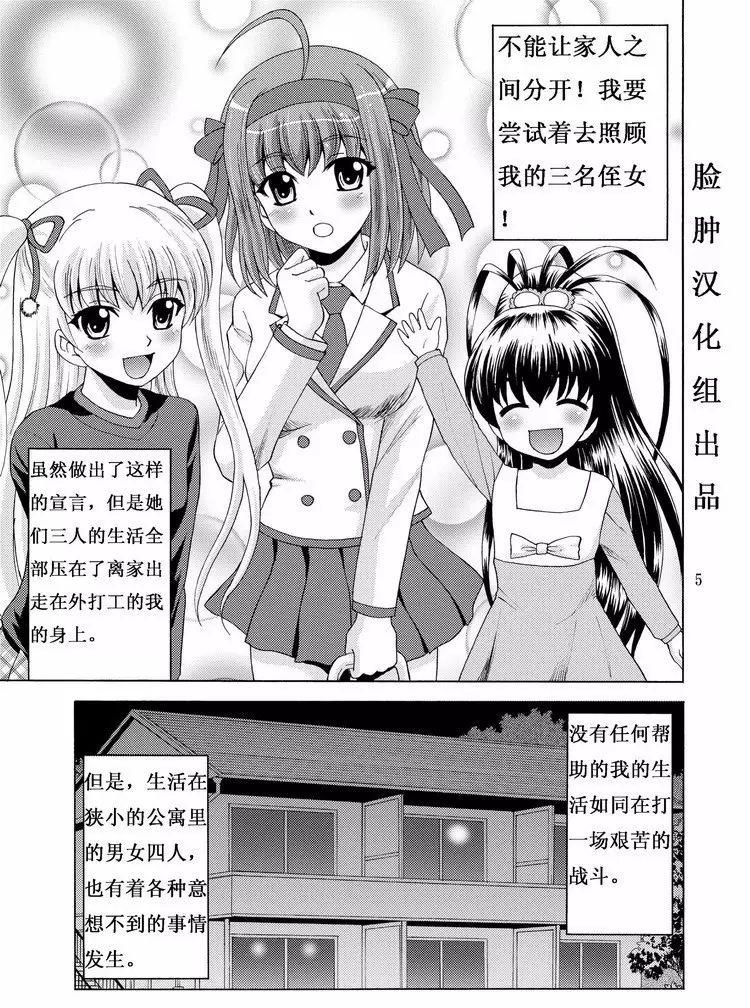 不能让家人之
间分开！我要
尝试着去照顾
我的三名侄女
！
脸肿汉化组出品
5
虽然做出了这样
的宣言，但是她
们三人的生活全
部压在了离家出
走在外打工的我
的身上。
没有任何帮
助的我的生
活如同在打
一场艰苦的
战斗。
但是，生活在
狭小的公寓里
的男女四人，
也有着各种意
想不到的事情
发生。